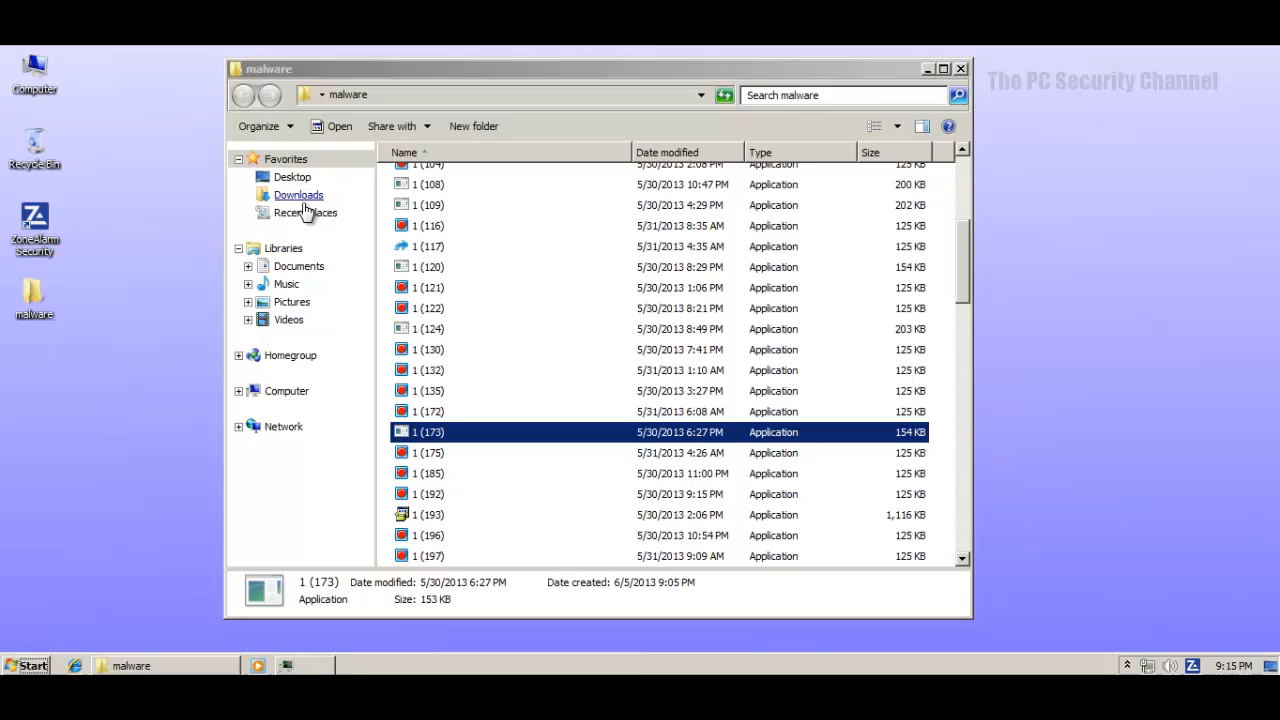 Computer
Recycle Bin
ZoneAlarm
Security
malware
malware
malware
Search malware
The PC Security Channel
Organize Open Share with New folder
Favorites
Desktop
Downloads
Libraries
Documents
Music
Pictures
Videos
Homegroup
Computer
Network
Name Date modified Type Size
1 (104) 5/30/2013 2:08 PM Application 125 KB
1 (108) 5/30/2013 10:47 PM Application 200 KB
1 (109) 5/30/2013 4:29 PM Application 202 KB
1 (116) 5/31/2013 8:35 AM Application 125 KB
1 (117) 5/31/2013 4:35 AM Application 125 KB
1 (120) 5/30/2013 8:29 PM Application 154 KB
1 (121) 5/30/2013 1:06 PM Application 125 KB
1 (122) 5/30/2013 8:21 PM Application 125 KB
1 (124) 5/30/2013 8:49 PM Application 203 KB
1 (130) 5/30/2013 7:41 PM Application 125 KB
1 (132) 5/31/2013 1:10 AM Application 125 KB
1 (135) 5/30/2013 3:27 PM Application 125 KB
1 (172) 5/31/2013 6:08 AM Application 125 KB
1 (173) 5/30/2013 6:27 PM Application 154 KB
1 (175) 5/31/2013 4:26 AM Application 125 KB
1 (185) 5/30/2013 11:00 PM Application 125 KB
1 (192) 5/30/2013 9:15 PM Application 125 KB
1 (193) 5/30/2013 2:06 PM Application 1,116 KB
1 (196) 5/30/2013 10:54 PM Application 125 KB
1 (197) 5/31/2013 9:09 AM Application 125 KB
1 (173) Date modified: 5/30/2013 6:27 PM Date created: 6/5/2013 9:05 PM
Application Size: 153 KB
Start malware 9:15 PM